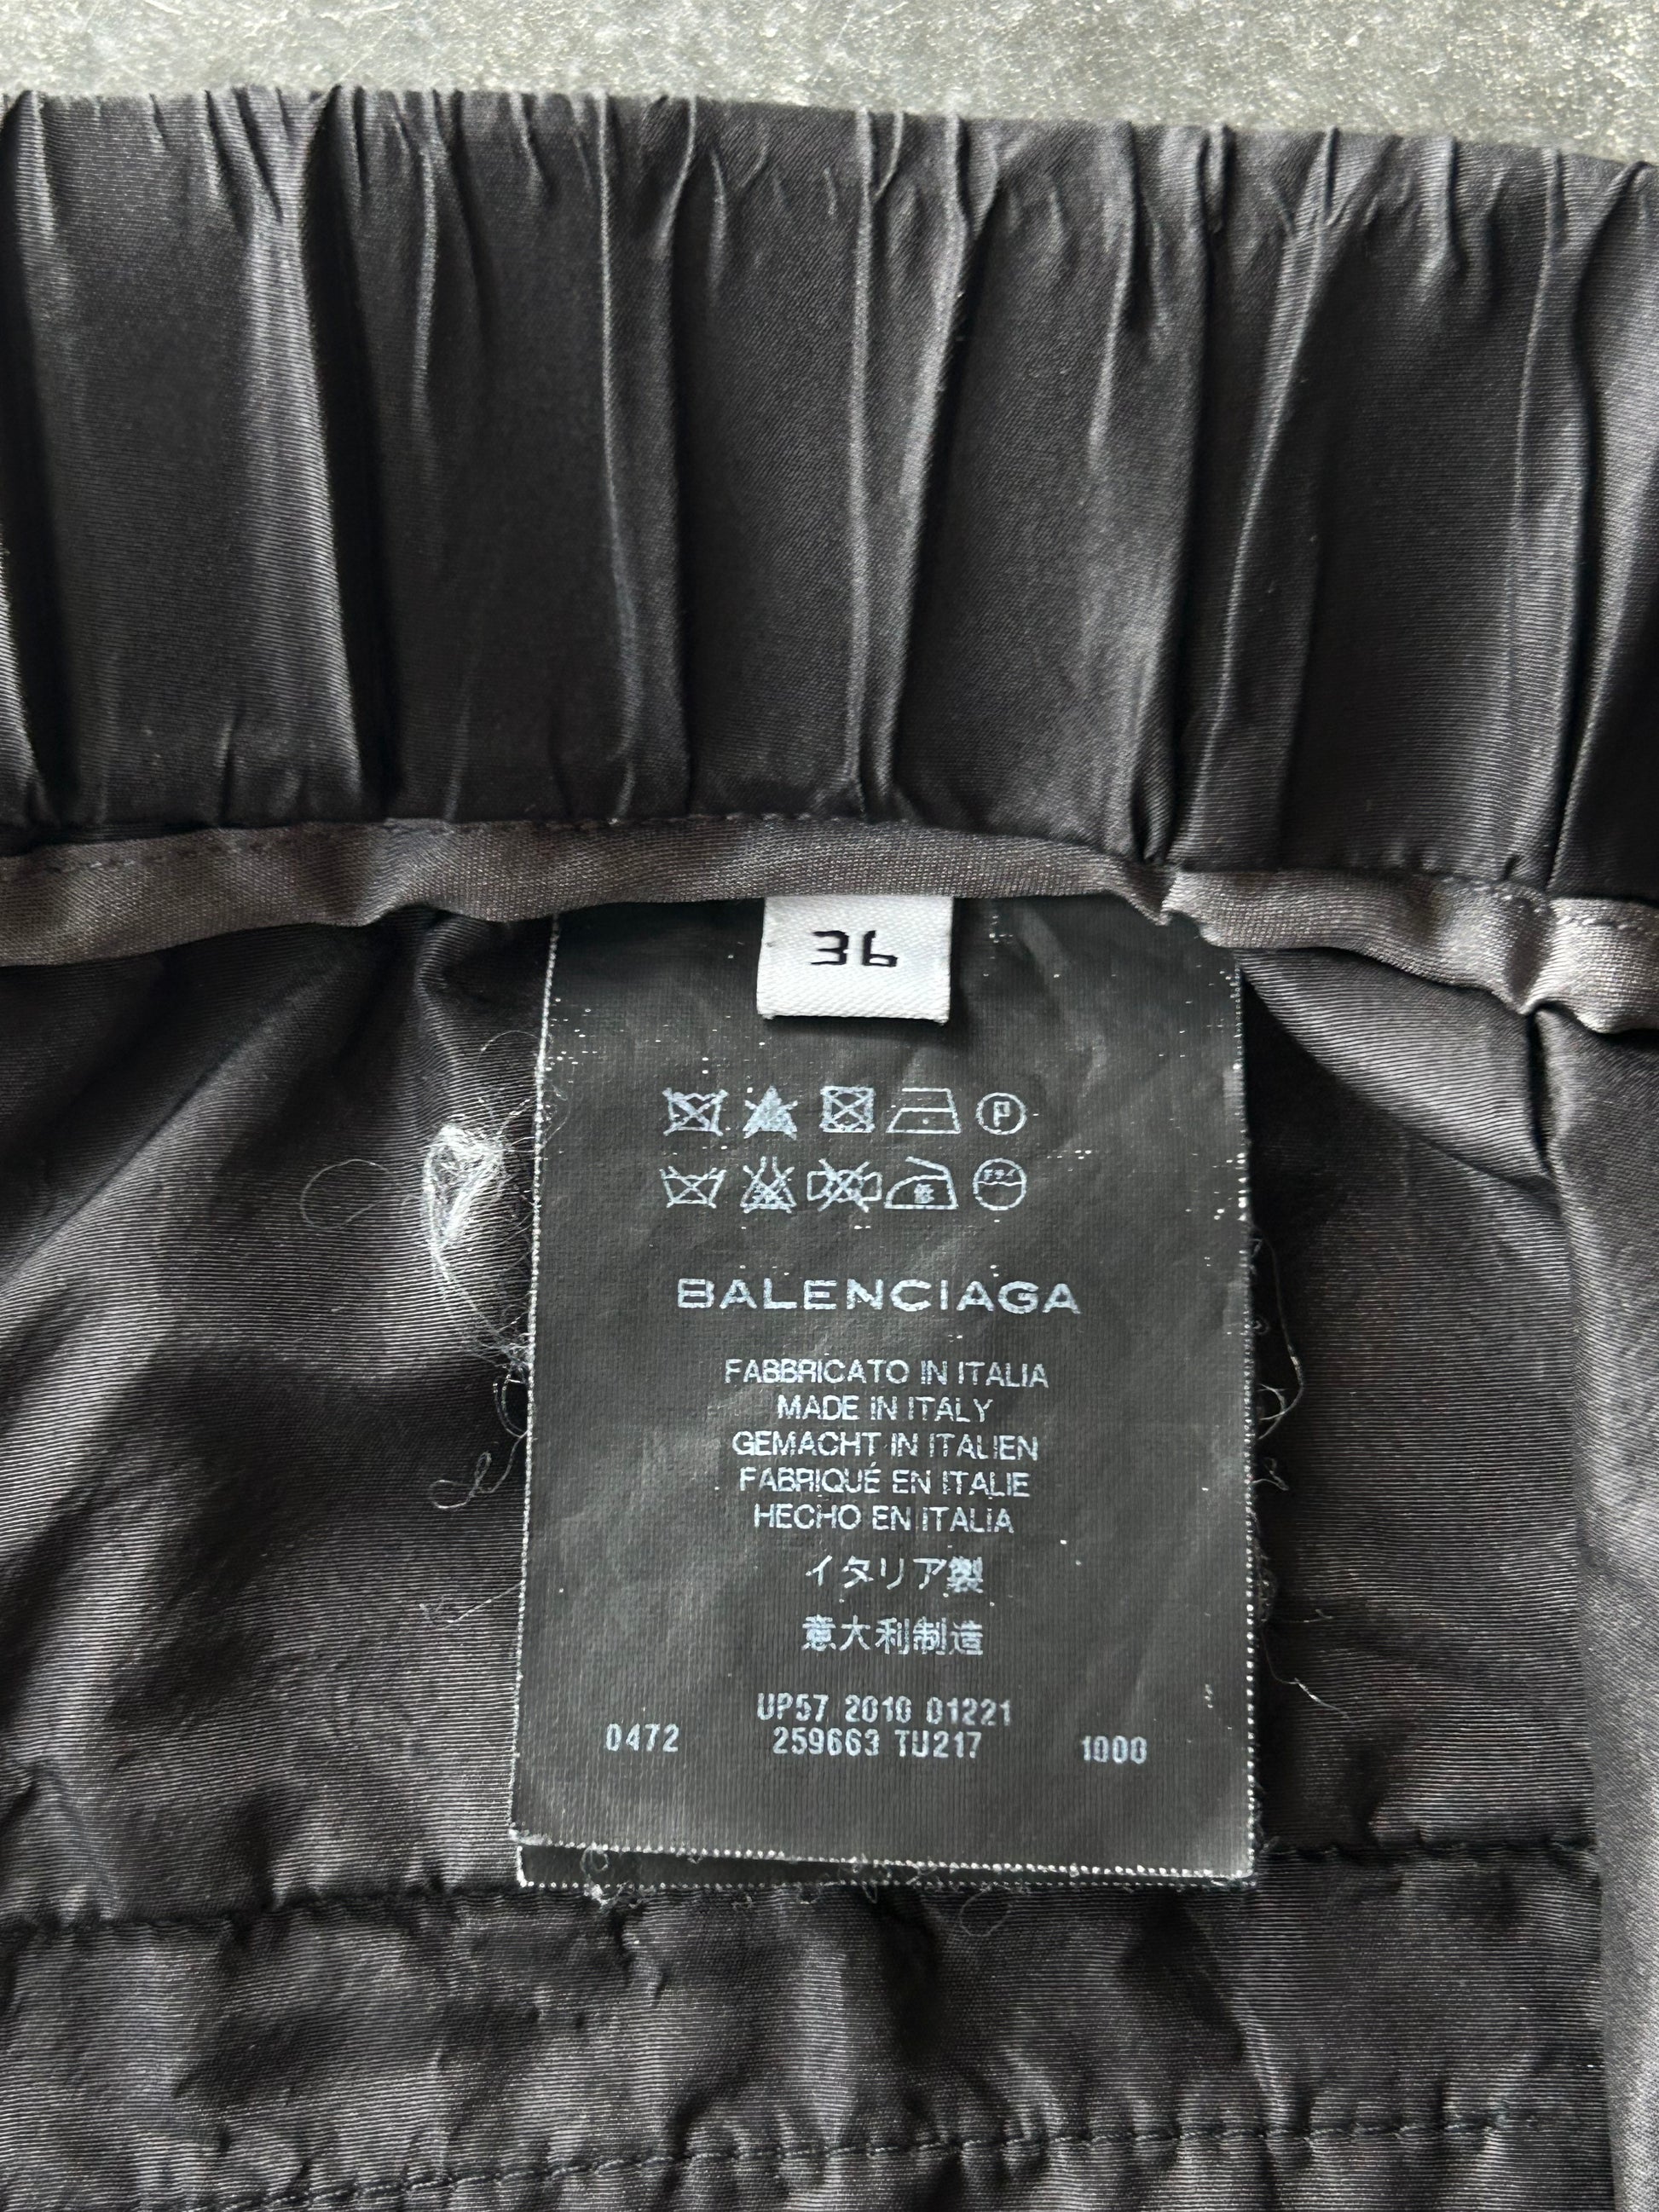 36
BALENCIAGA
FABBRICATO IN ITALIA
MADE IN ITALY
GEMACHT IN ITALIEN
FABRIQUÉ EN ITALIE
HECHO EN ITALIA
イタリア製
意大利制造
UP57 2010 01221
0472 259663 TU217 1000